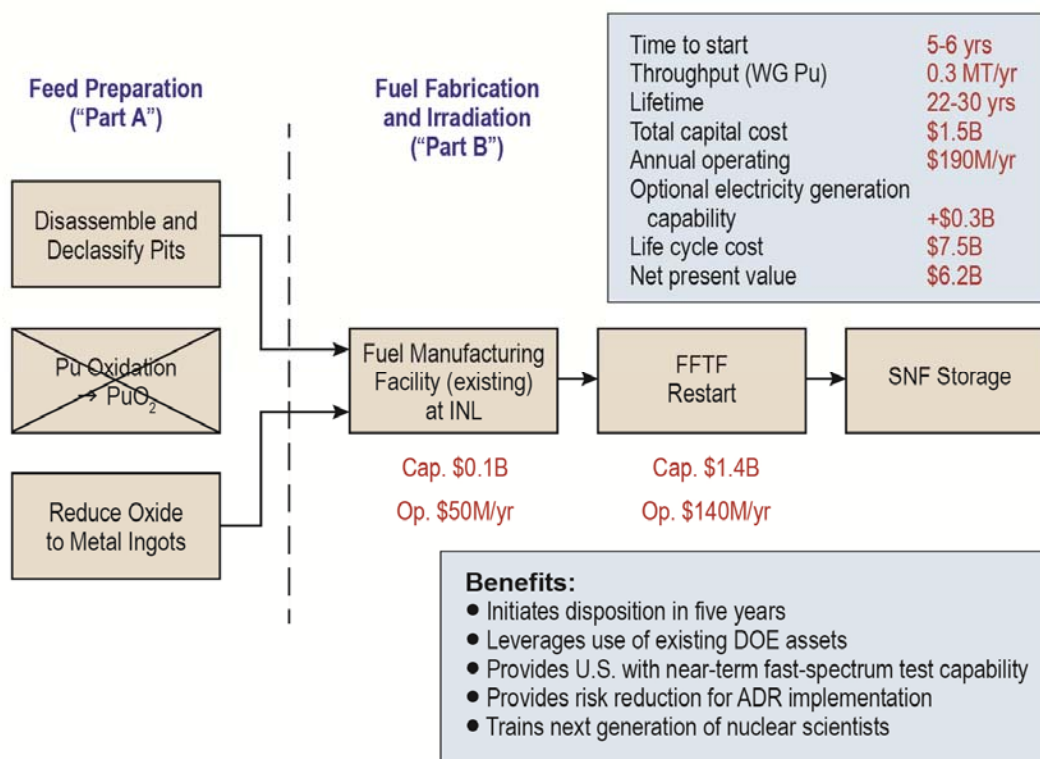 Feed Preparation
("Part A")
Fuel Fabrication
and Irradiation
("Part B")
Time to start 5-6 yrs
Throughput (WG Pu) 0.3 MT/yr
Lifetime 22-30 yrs
Total capital cost $1.5B
Annual operating $190M/yr
Optional electricity generation
capability +$0.3B
Life cycle cost $7.5B
Net present value $6.2B
Disassemble and
Declassify Pits
Pu Oxidation
→ PuO₂
Reduce Oxide
to Metal Ingots
Fuel Manufacturing
Facility (existing)
at INL
Cap. $0.1B
Op. $50M/yr
FFTF
Restart
Cap. $1.4B
Op. $140M/yr
SNF Storage
Benefits:
● Initiates disposition in five years
● Leverages use of existing DOE assets
● Provides U.S. with near-term fast-spectrum test capability
● Provides risk reduction for ADR implementation
● Trains next generation of nuclear scientists